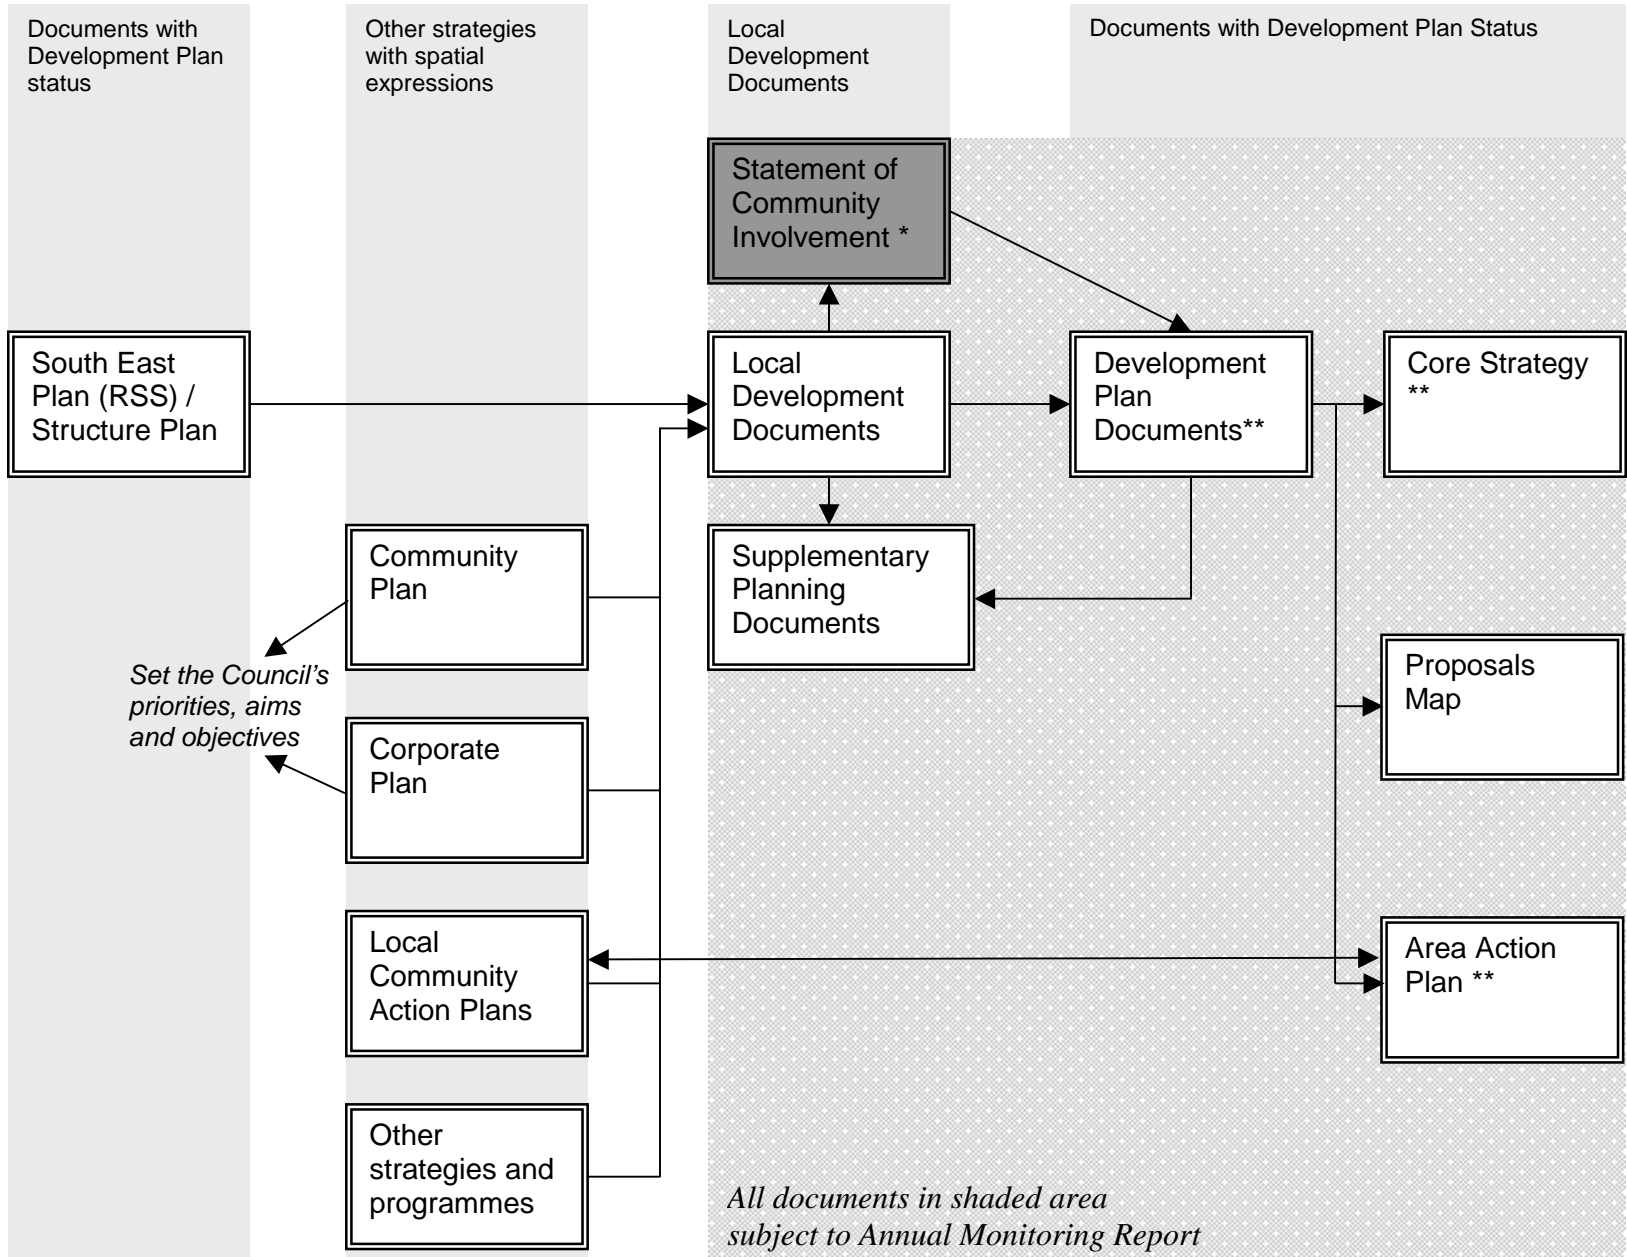 Documents with
Development Plan
status
Other strategies
with spatial
expressions
Local
Development
Documents
Documents with Development Plan Status
Statement of
Community
Involvement *
South East
Plan (RSS) /
Structure Plan
Local
Development
Documents
Development
Plan
Documents**
Core Strategy
**
Community
Plan
Supplementary
Planning
Documents
Set the Council's
priorities, aims
and objectives
Proposals
Map
Corporate
Plan
Local
Community
Action Plans
Area Action
Plan **
Other
strategies and
programmes
All documents in shaded area
subject to Annual Monitoring Report